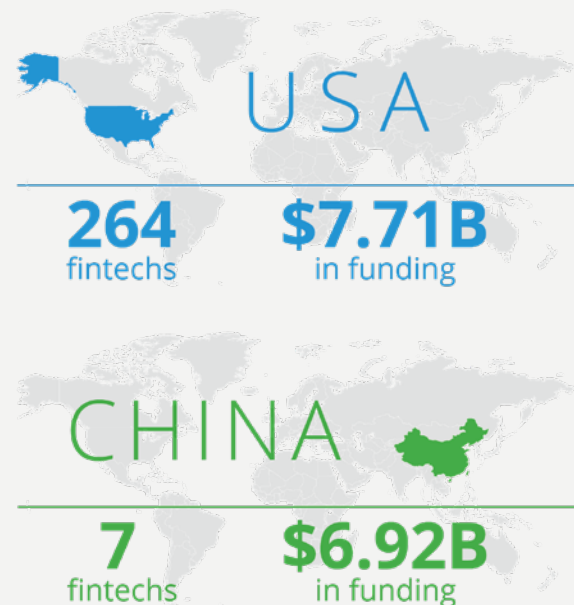 USA
264 $7.71B
fintechs in funding
CHINA
7 $6.92B
fintechs in funding